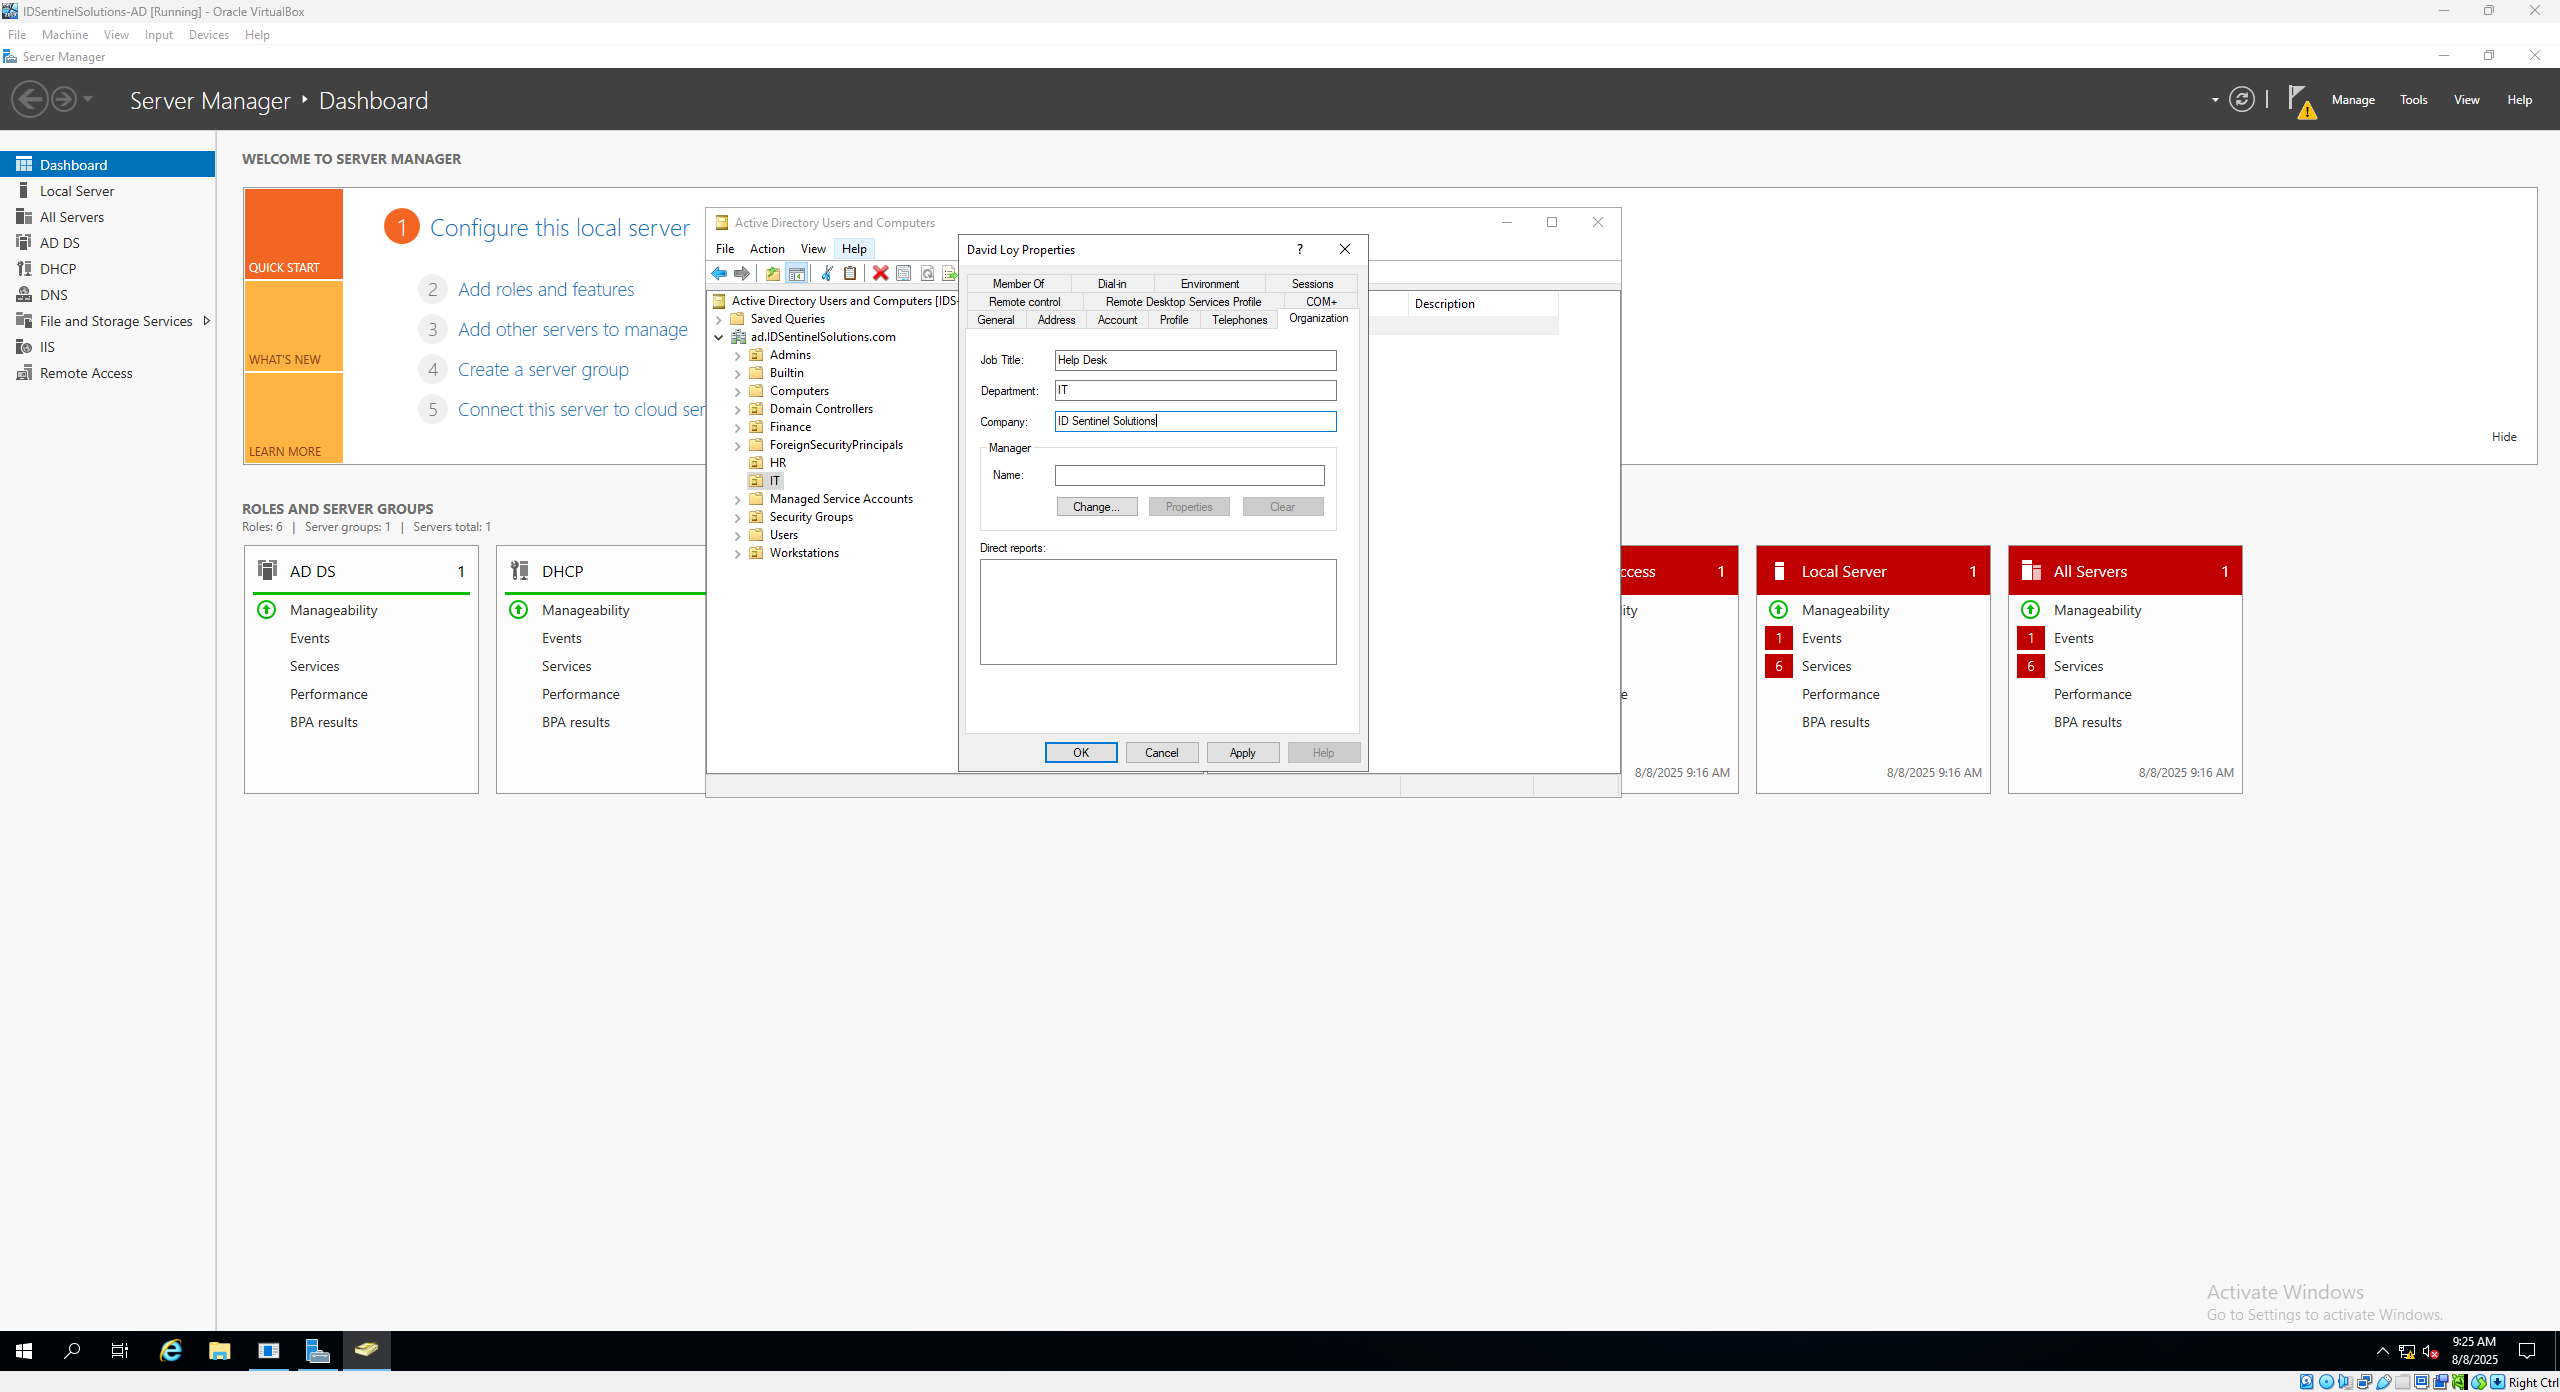 IDSentinelSolutions-AD [Running] - Oracle VirtualBox
File Machine View Input Devices Help
Server Manager
Server Manager Dashboard
Manage Tools View Help
Dashboard
Local Server
All Servers
AD DS
DHCP
DNS
File and Storage Services
IIS
Remote Access
WELCOME TO SERVER MANAGER
QUICK START
WHAT'S NEW
LEARN MORE
1 Configure this local server
2 Add roles and features
3 Add other servers to manage
4 Create a server group
5 Connect this server to cloud ser
Hide
Active Directory Users and Computers
File Action View Help
Active Directory Users and Computers [IDS-
Saved Queries
ad.IDSentinelSolutions.com
Admins
Builtin
Computers
Domain Controllers
Finance
ForeignSecurityPrincipals
HR
IT
Managed Service Accounts
Security Groups
Users
Workstations
Description
David Loy Properties
?
Member Of Dial-in Environment Sessions
Remote control Remote Desktop Services Profile COM+
General Address Account Profile Telephones Organization
Job Title: Help Desk
Department: IT
Company: ID Sentinel Solutions
Manager
Name:
Change... Properties Clear
Direct reports:
OK Cancel Apply Help
ROLES AND SERVER GROUPS
Roles: 6 | Server groups: 1 | Servers total: 1
AD DS 1
Manageability
Events
Services
Performance
BPA results
DHCP
Manageability
Events
Services
Performance
BPA results
ccess 1
ity
e
8/8/2025 9:16 AM
Local Server 1
Manageability
1 Events
6 Services
Performance
BPA results
8/8/2025 9:16 AM
All Servers 1
Manageability
1 Events
6 Services
Performance
BPA results
8/8/2025 9:16 AM
Activate Windows
Go to Settings to activate Windows.
9:25 AM
8/8/2025
Right Ctrl